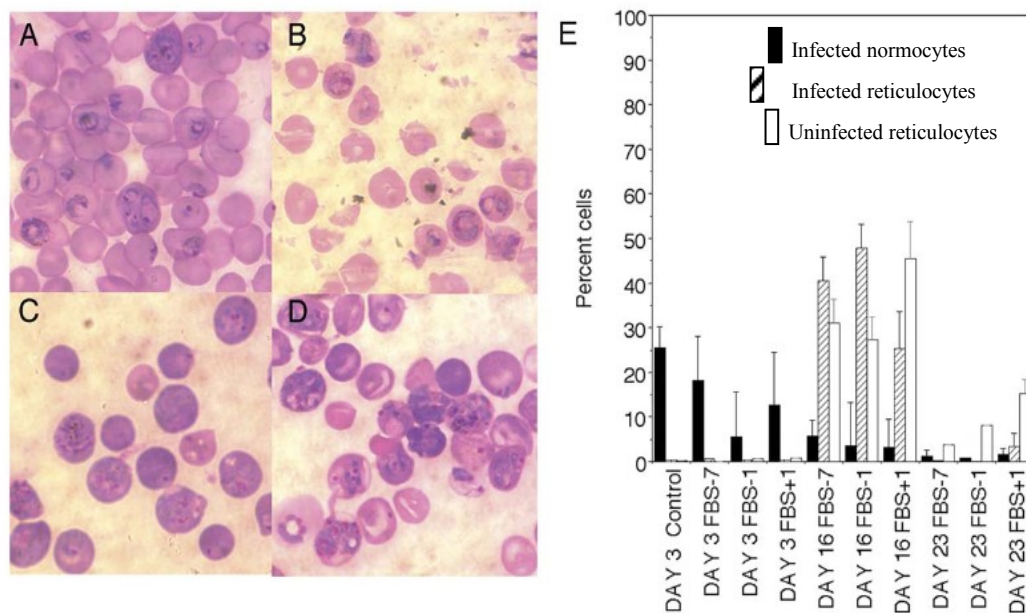 A
B
C
D
E
100
90
80
70
60
50
40
30
20
10
0
Percent cells
Infected normocytes
Infected reticulocytes
Uninfected reticulocytes
DAY 3 Control
DAY 3 FBS-7
DAY 3 FBS-1
DAY 3 FBS+1
DAY 16 FBS-7
DAY 16 FBS-1
DAY 16 FBS+1
DAY 23 FBS-7
DAY 23 FBS-1
DAY 23 FBS+1